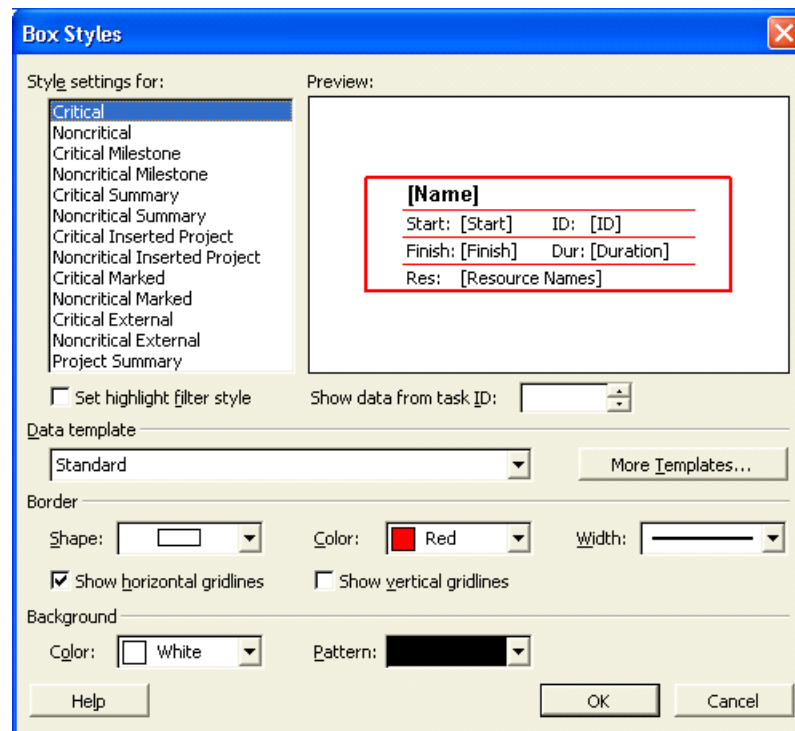 Box Styles
Style settings for:
Preview:
Critical
Noncritical
Critical Milestone
Noncritical Milestone
Critical Summary
Noncritical Summary
Critical Inserted Project
Noncritical Inserted Project
Critical Marked
Noncritical Marked
Critical External
Noncritical External
Project Summary
[Name]
Start: [Start] ID: [ID]
Finish: [Finish] Dur: [Duration]
Res: [Resource Names]
Set highlight filter style
Show data from task ID:
Data template
Standard
More Templates...
Border
Shape:
Color: Red
Width:
Show horizontal gridlines
Show vertical gridlines
Background
Color: White
Pattern:
Help
OK
Cancel